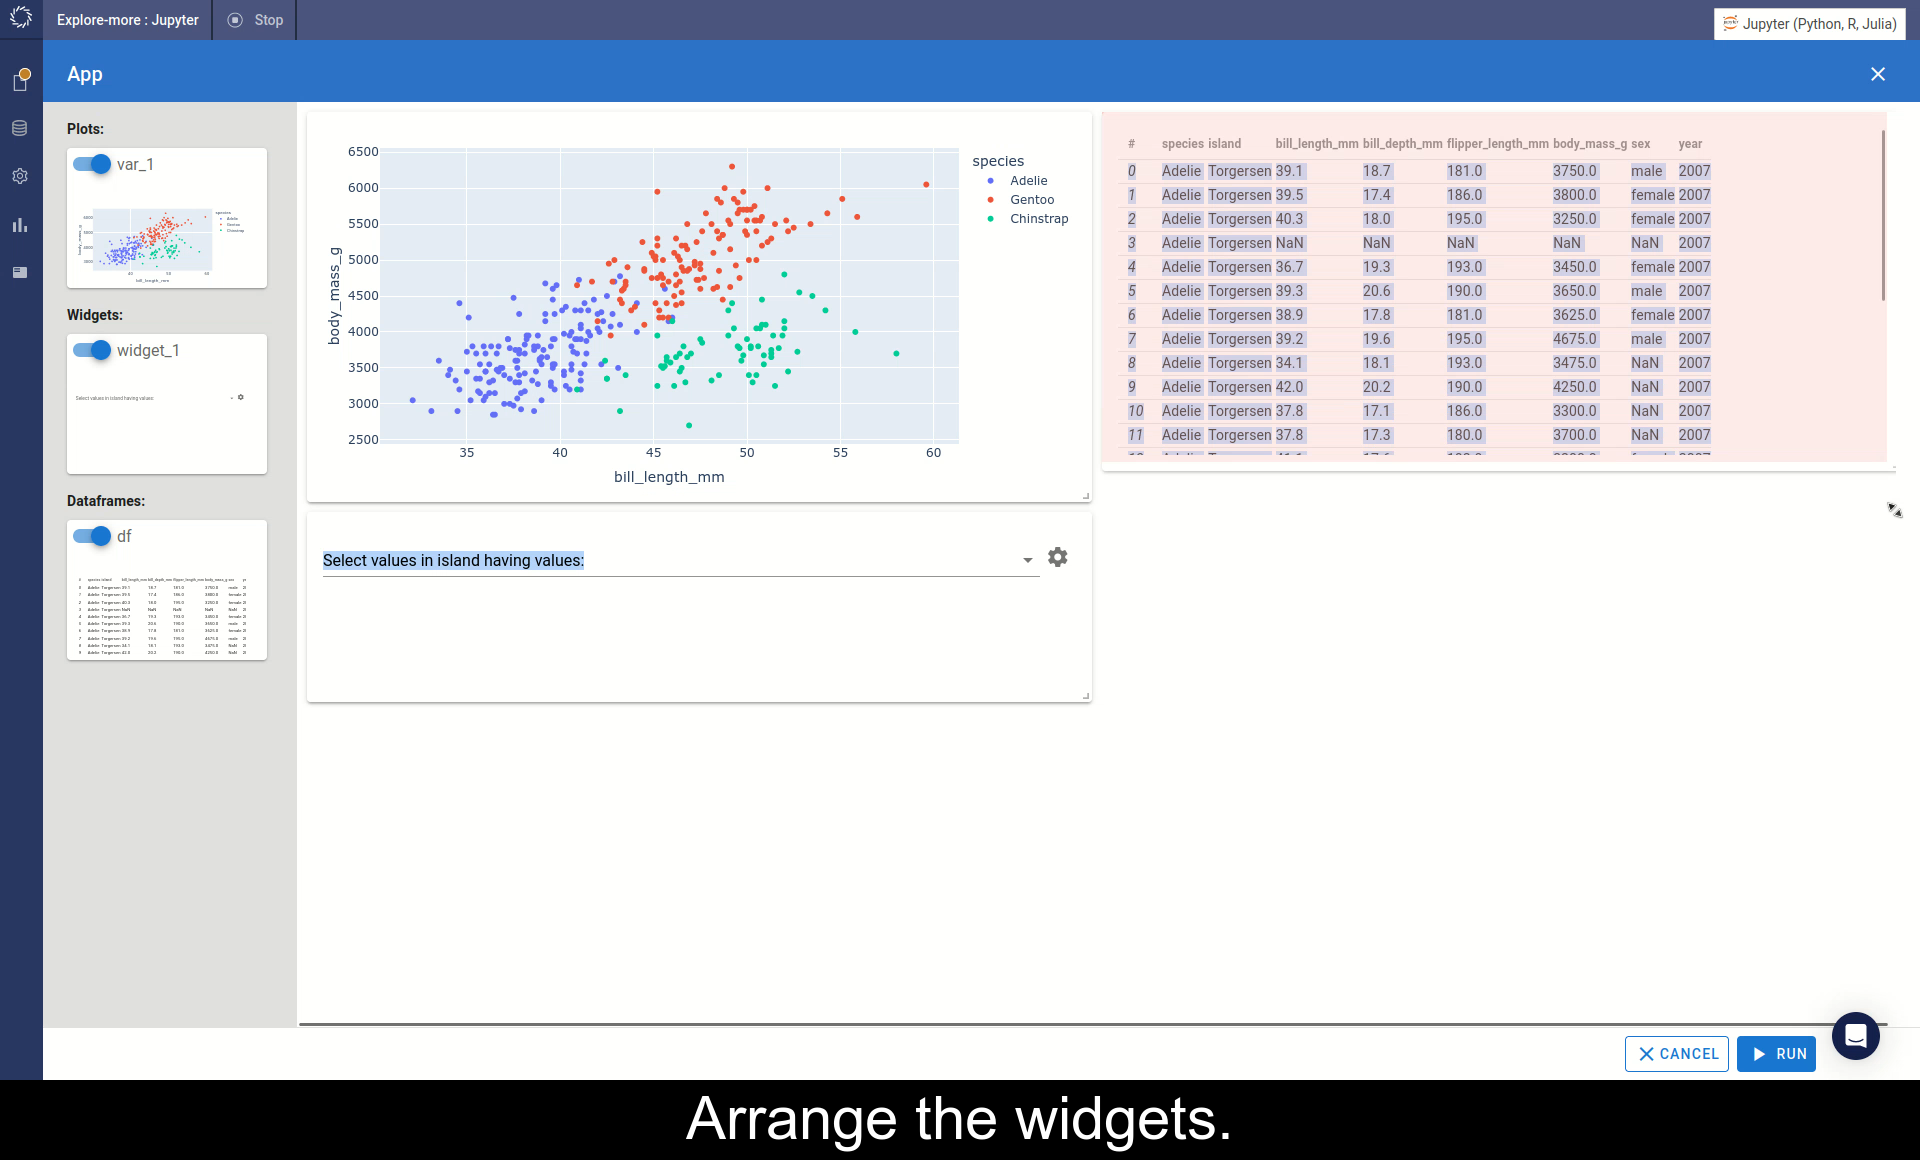 Explore-more : Jupyter
Stop
Jupyter (Python, R, Julia)
App
Plots:
var_1
Widgets:
widget_1
Select values in island having values:
Dataframes:
df
6500
6000
5500
5000
4500
4000
3500
3000
2500
body_mass_g
35 40 45 50 55 60
bill_length_mm
species
Adelie
Gentoo
Chinstrap
# species island bill_length_mm bill_depth_mm flipper_length_mm body_mass_g sex year
0 Adelie Torgersen 39.1 18.7 181.0 3750.0 male 2007
1 Adelie Torgersen 39.5 17.4 186.0 3800.0 female 2007
2 Adelie Torgersen 40.3 18.0 195.0 3250.0 female 2007
3 Adelie Torgersen NaN NaN NaN NaN NaN 2007
4 Adelie Torgersen 36.7 19.3 193.0 3450.0 female 2007
5 Adelie Torgersen 39.3 20.6 190.0 3650.0 male 2007
6 Adelie Torgersen 38.9 17.8 181.0 3625.0 female 2007
7 Adelie Torgersen 39.2 19.6 195.0 4675.0 male 2007
8 Adelie Torgersen 34.1 18.1 193.0 3475.0 NaN 2007
9 Adelie Torgersen 42.0 20.2 190.0 4250.0 NaN 2007
10 Adelie Torgersen 37.8 17.1 186.0 3300.0 NaN 2007
11 Adelie Torgersen 37.8 17.3 180.0 3700.0 NaN 2007
Select values in island having values:
CANCEL
RUN
Arrange the widgets.